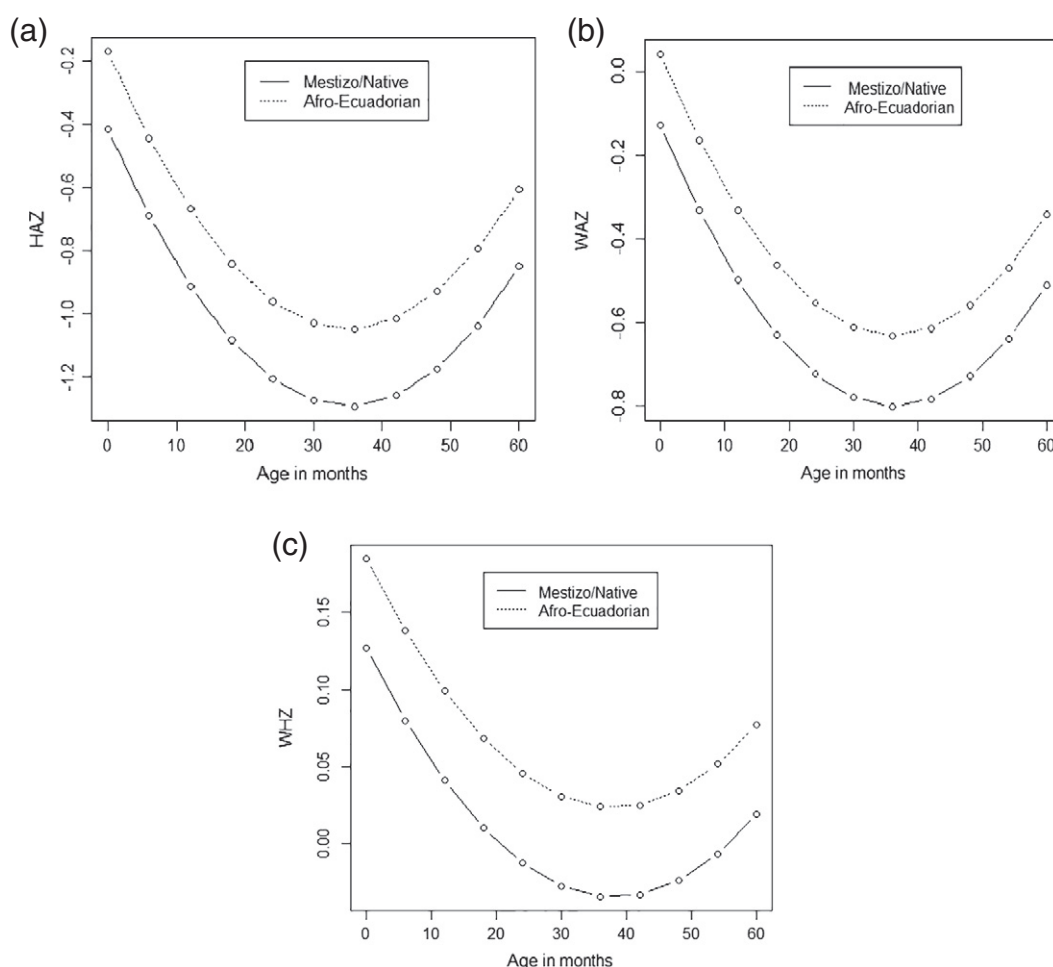 (a)
-0.2
-0.4
-0.6
-0.8
-1.0
-1.2
HAZ
Mestizo/Native
Afro-Ecuadorian
0 10 20 30 40 50 60
Age in months
(b)
0.0
-0.2
-0.4
-0.6
-0.8
WAZ
Mestizo/Native
Afro-Ecuadorian
0 10 20 30 40 50 60
Age in months
(c)
0.15
0.10
0.05
0.00
WHZ
Mestizo/Native
Afro-Ecuadorian
0 10 20 30 40 50 60
Age in months